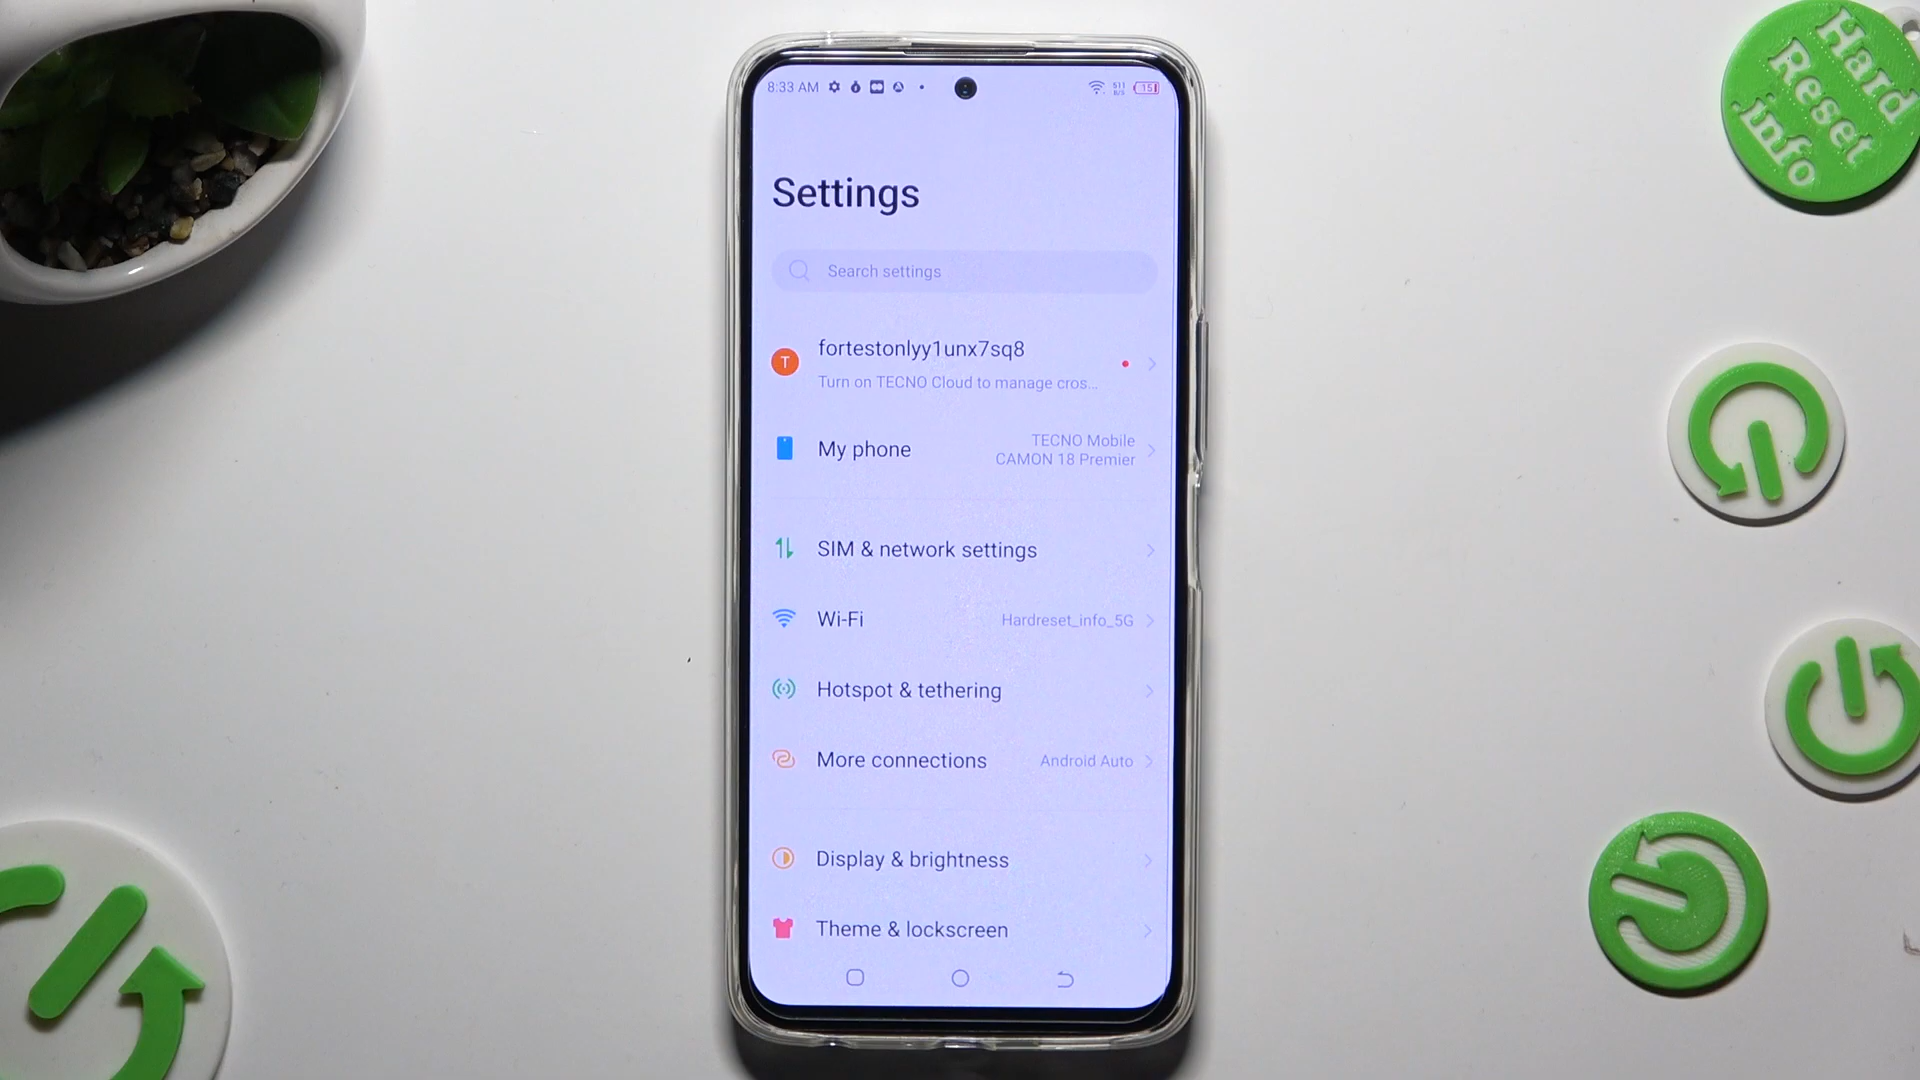 8:33 AM
511
B/S
15
Settings
Search settings
T
fortestonlyy1unx7sq8
Turn on TECNO Cloud to manage cros...
My phone
TECNO Mobile
CAMON 18 Premier
SIM & network settings
Wi-Fi
Hardreset_info_5G
Hotspot & tethering
More connections
Android Auto
Display & brightness
Theme & lockscreen
Hard
Reset
.info